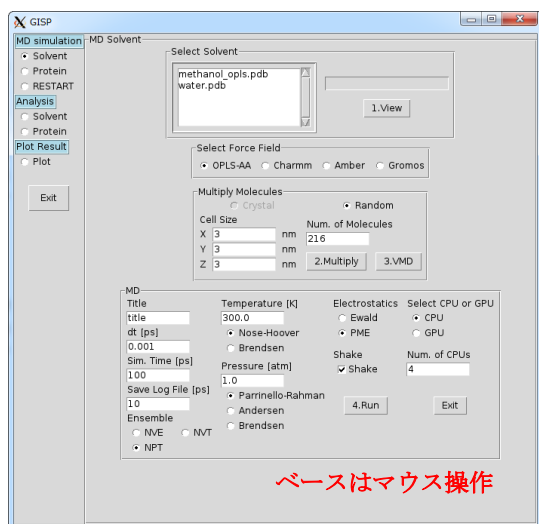 GISP
MD simulation
Solvent
Protein
RESTART
Analysis
Solvent
Protein
Plot Result
Plot
Exit
MD Solvent
Select Solvent
methanol_opls.pdb
water.pdb
1.View
Select Force Field
OPLS-AA Charmm Amber Gromos
Multiply Molecules
Crystal Random
Cell Size
X 3 nm
Y 3 nm
Z 3 nm
Num. of Molecules
216
2.Multiply 3.VMD
MD
Title
title
dt [ps]
0.001
Sim. Time [ps]
100
Save Log File [ps]
10
Ensemble
NVE NVT
NPT
Temperature [K]
300.0
Nose-Hoover
Brendsen
Pressure [atm]
1.0
Parrinello-Rahman
Andersen
Brendsen
Electrostatics
Ewald
PME
Shake
Shake
4.Run
Select CPU or GPU
CPU
GPU
Num. of CPUs
4
Exit
ベースはマウス操作